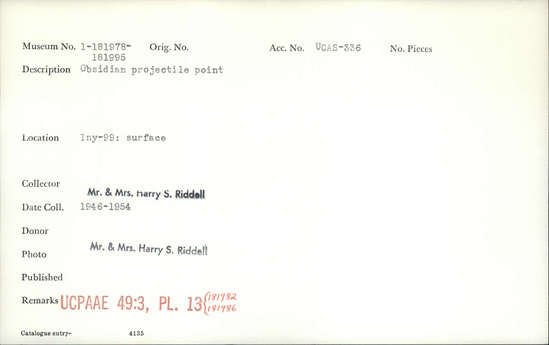 Museum No. 1-181978- Orig. No. Acc. No. UCAS-336 No. Pieces
181995
Description Obsidian projectile point
Location Iny-99: surface
Collector Mr. & Mrs. Harry S. Riddell
Date Coll. 1946-1954
Donor
Mr. & Mrs. Harry S. Riddell
Photo
Published
Remarks UCPAAE 49:3, PL. 13 { 181982
181986
Catalogue entry- 4135